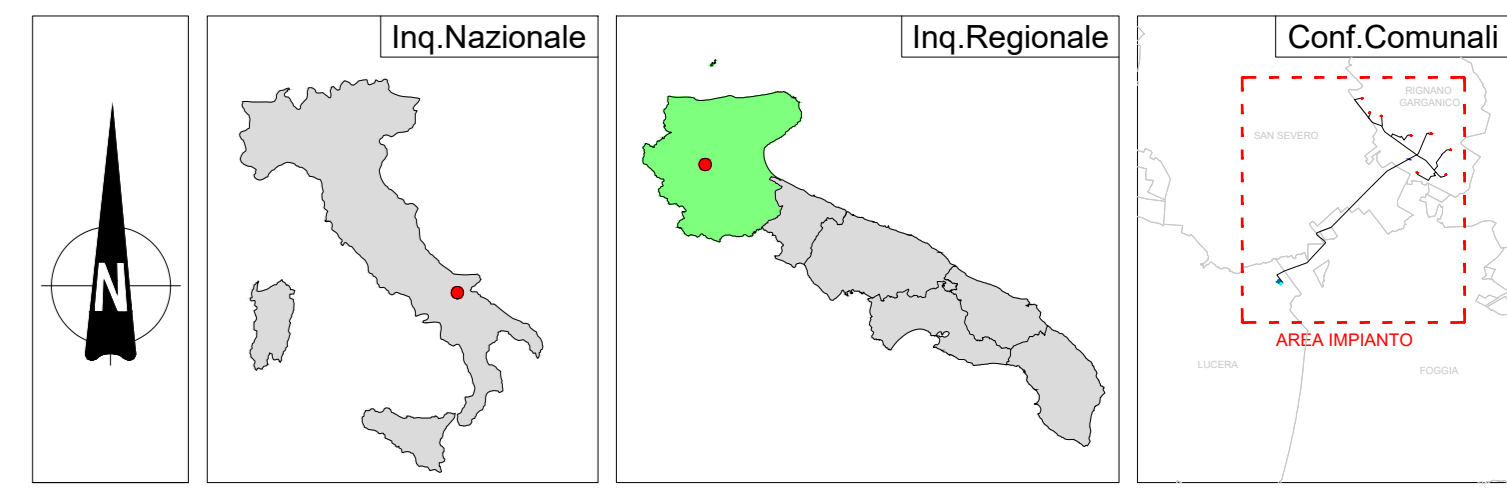 N
Inq.Nazionale
Inq.Regionale
Conf.Comunali
RIGNANO
GARGANICO
SAN SEVERO
AREA IMPIANTO
LUCERA
FOGGIA